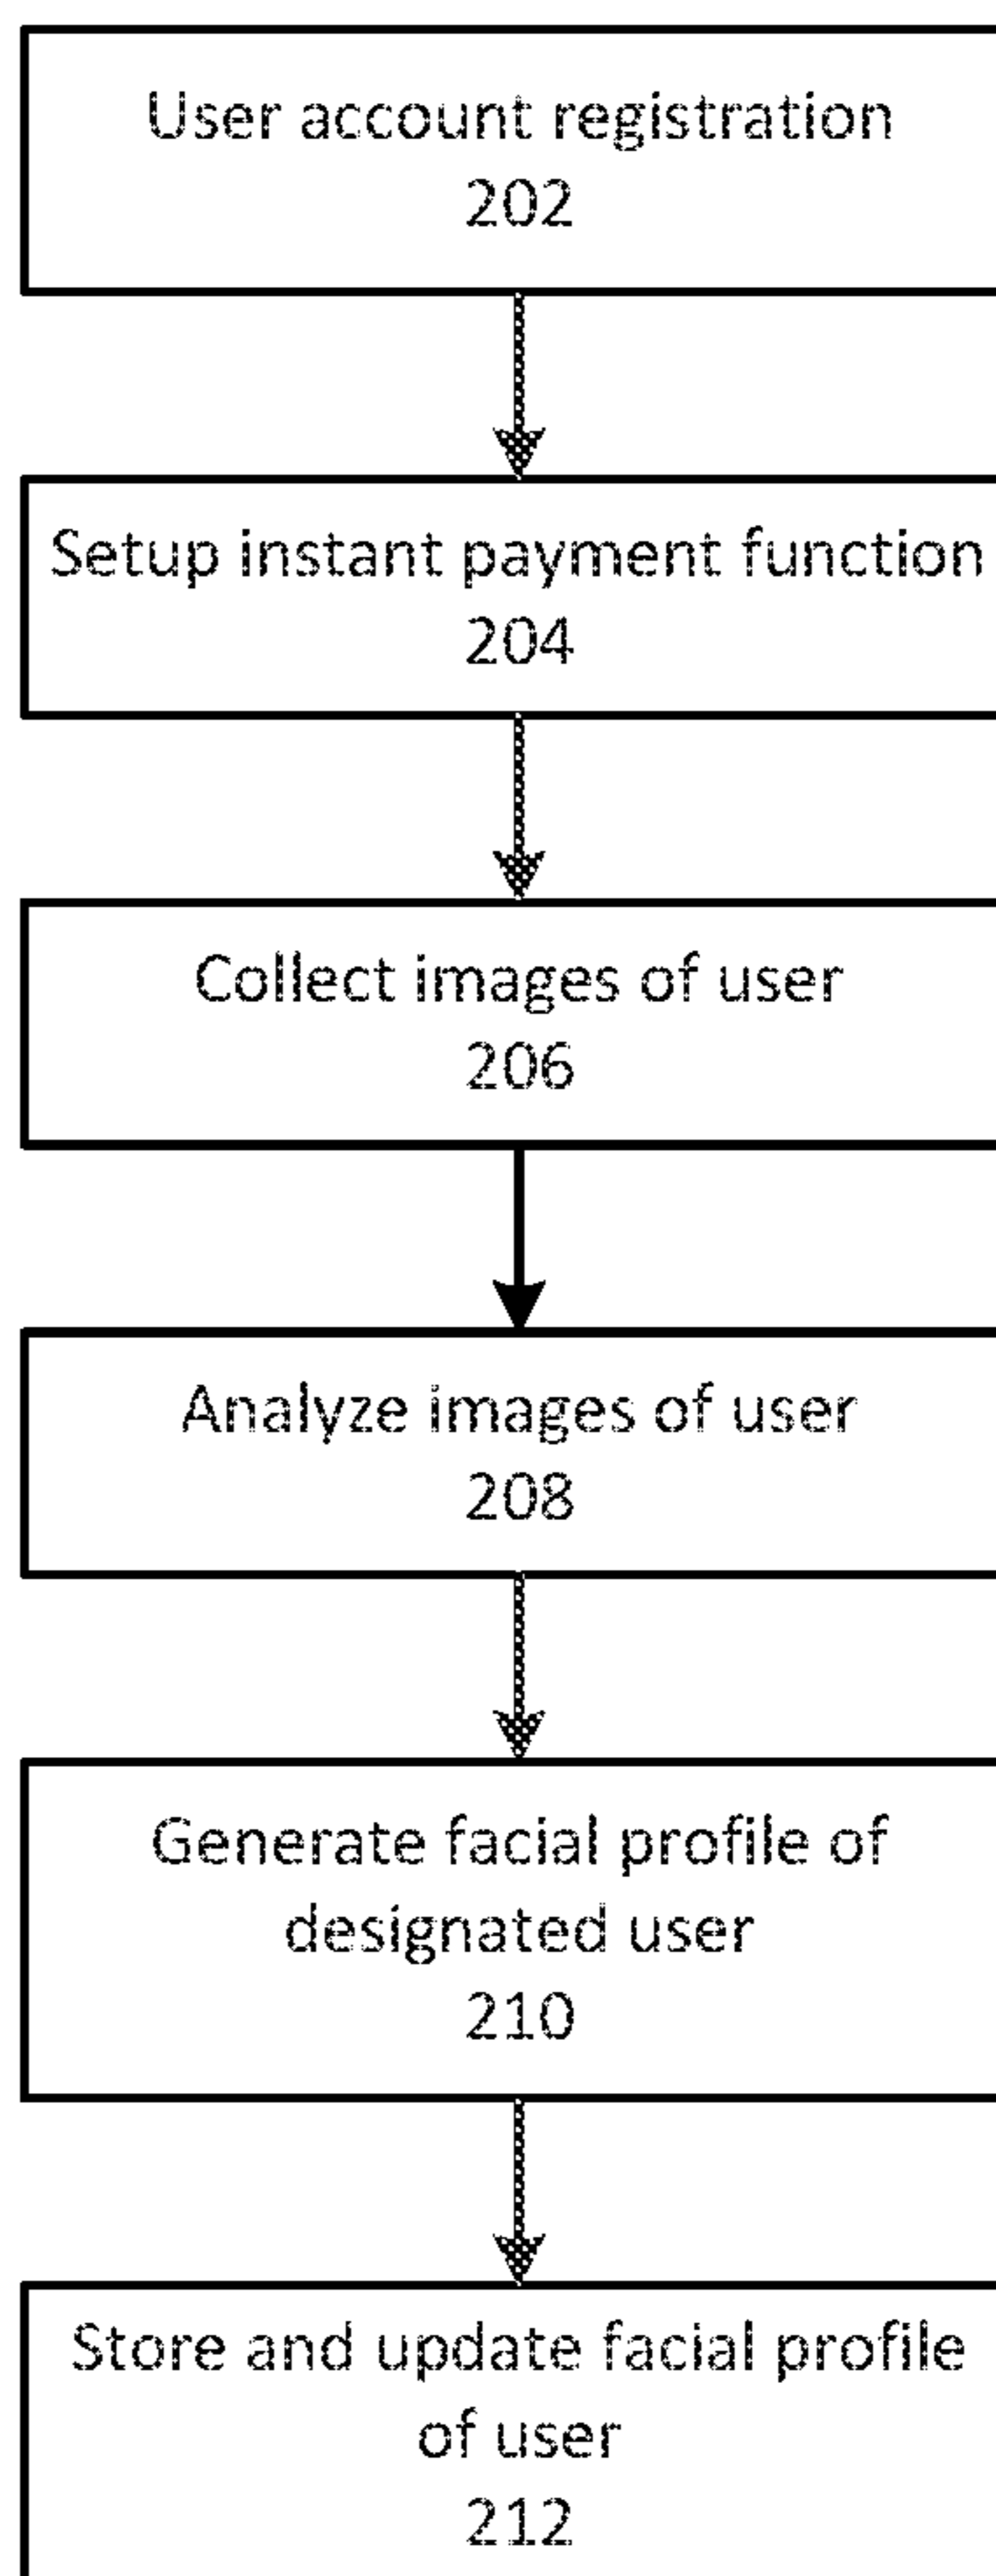 User account registration
202
Setup instant payment function
204
Collect images of user
206
Analyze images of user
208
Generate facial profile of
designated user
210
Store and update facial profile
of user
212